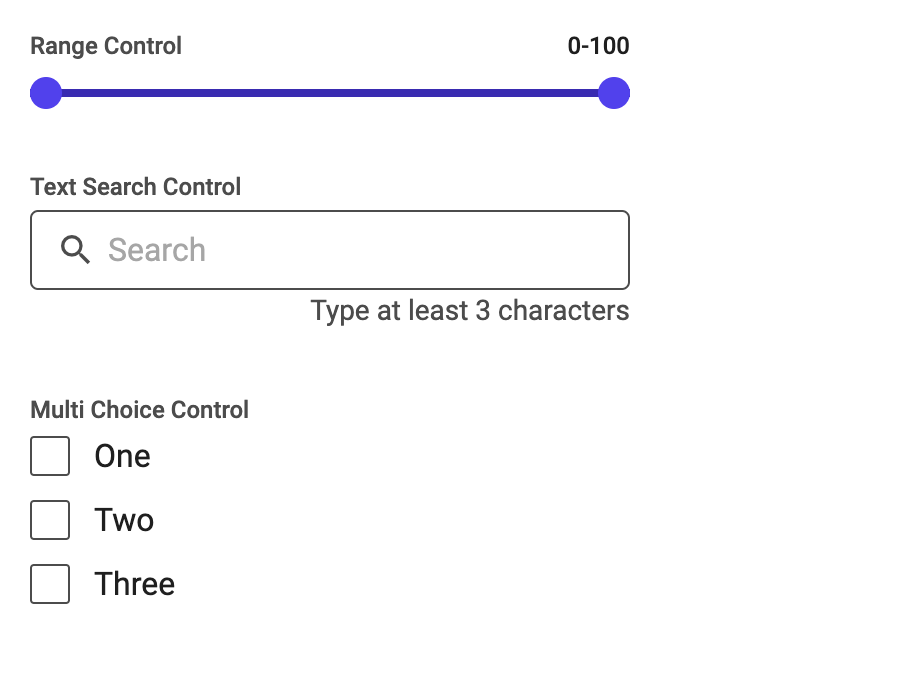 Range Control 0-100
Text Search Control
Search
Type at least 3 characters
Multi Choice Control
One
Two
Three